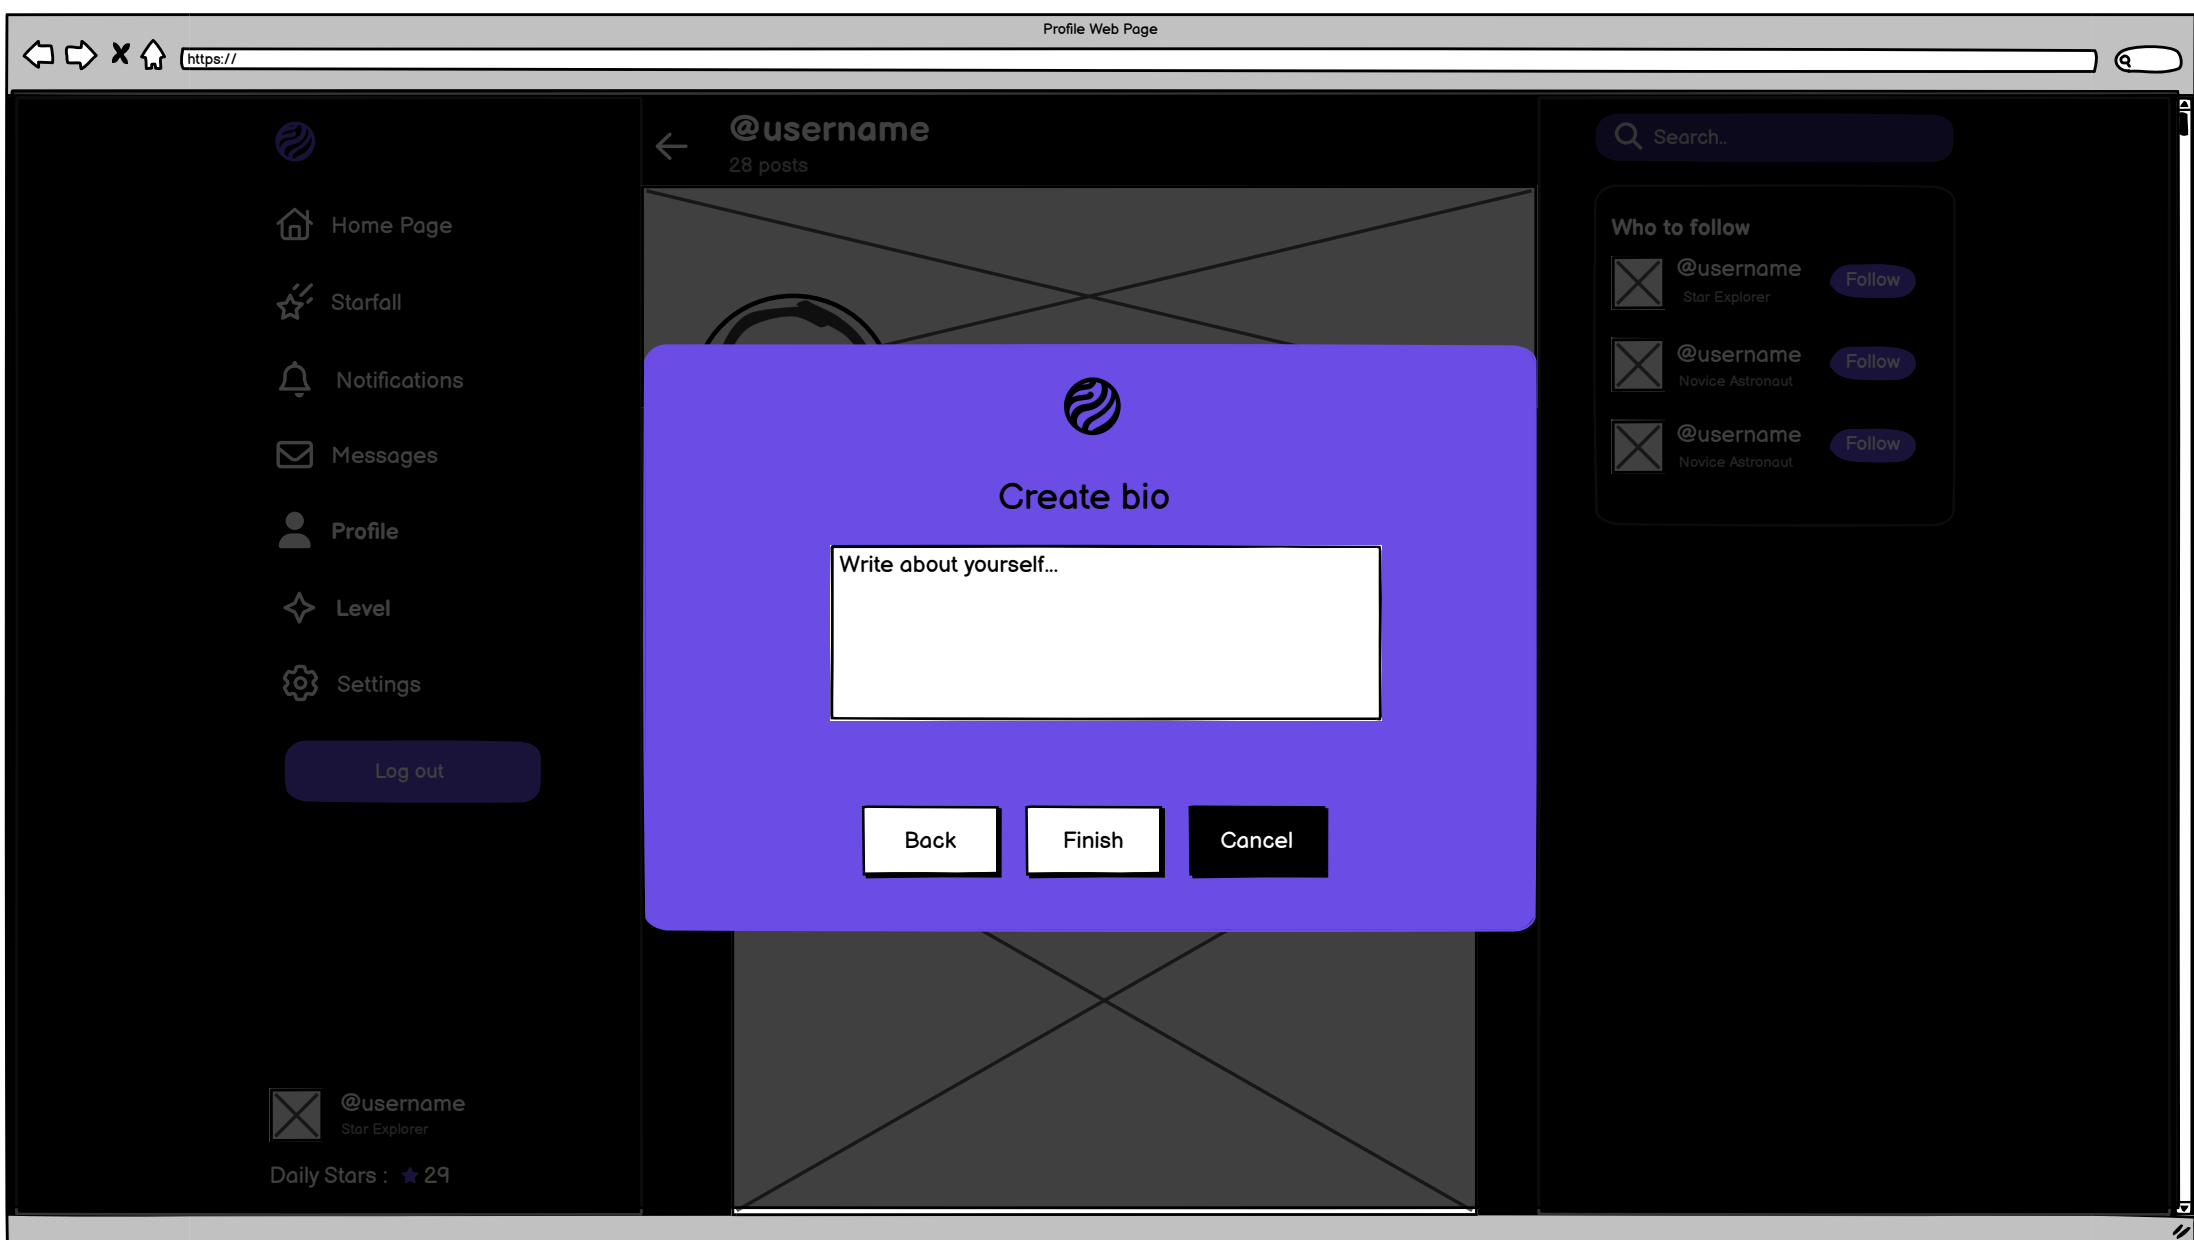 Profile Web Page
https://
@username
28 posts
Search..
Home Page
Starfall
Notifications
Messages
Profile
Level
Settings
Log out
Who to follow
@username
Star Explorer
Follow
@username
Novice Astronaut
Follow
@username
Novice Astronaut
Follow
Create bio
Write about yourself...
Back
Finish
Cancel
@username
Star Explorer
Daily Stars : 29